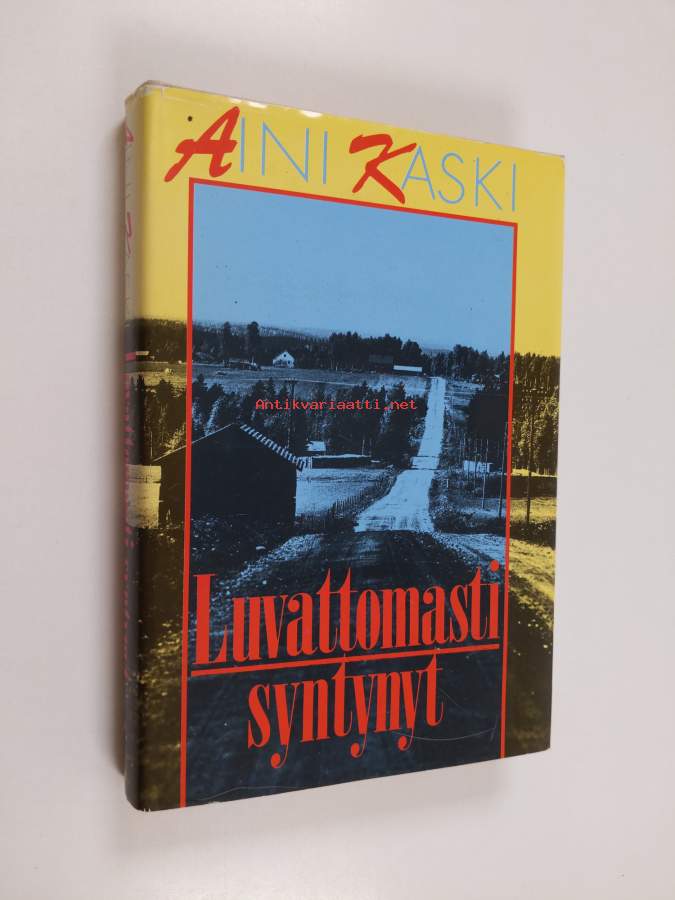 AINI KASKI
Antikvariaatti.net
Luvattomasti
syntynyt